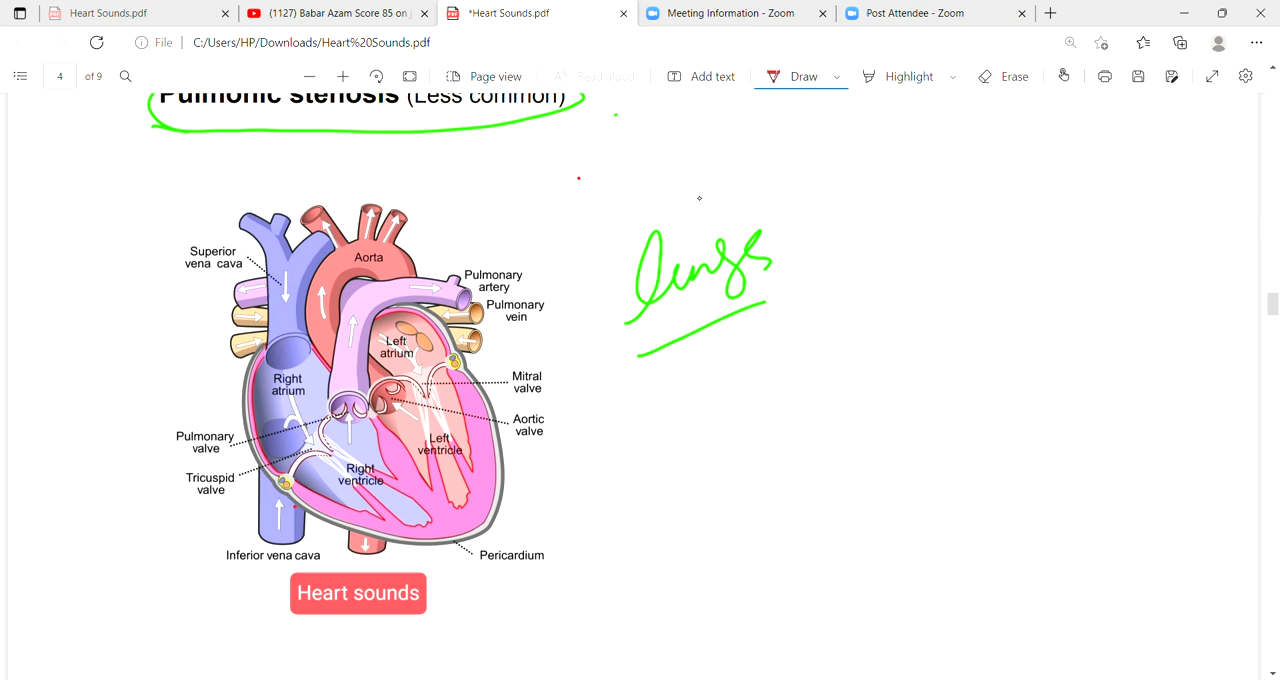 Heart Sounds.pdf
(1127) Babar Azam Score 85 on j
*Heart Sounds.pdf
Meeting Information - Zoom
Post Attendee - Zoom
File
C:/Users/HP/Downloads/Heart%20Sounds.pdf
4 of 9
Page view
Read aloud
Add text
Draw
Highlight
Erase
Pulmonic stenosis (Less common)
lungs
Superior
vena cava
Aorta
Pulmonary
artery
Pulmonary
vein
Left
atrium
Right
atrium
Mitral
valve
Aortic
valve
Pulmonary
valve
Left
ventricle
Tricuspid
valve
Right
ventricle
Inferior vena cava
Pericardium
Heart sounds